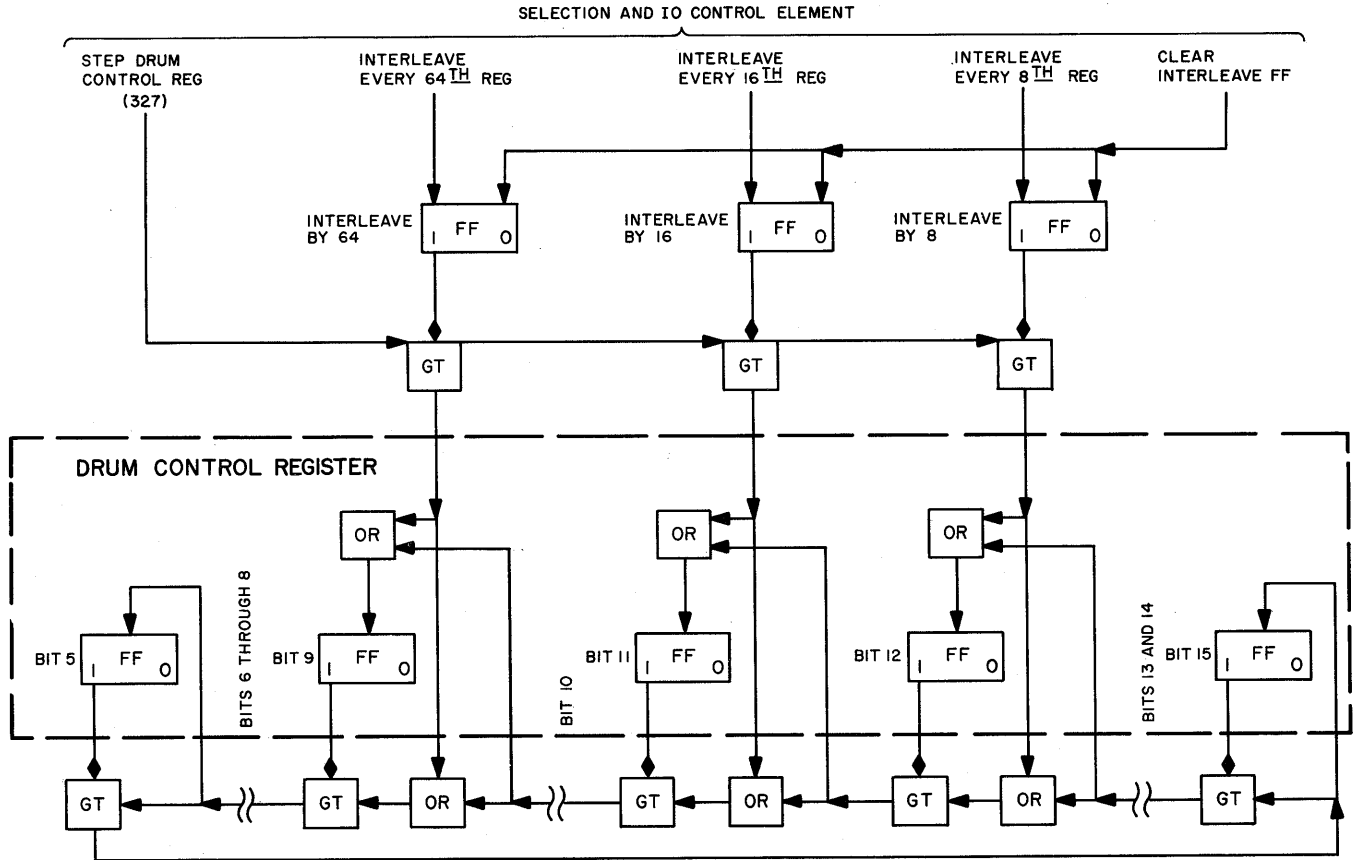 SELECTION AND IO CONTROL ELEMENT
STEP DRUM
CONTROL REG
(327)
INTERLEAVE
EVERY 64TH REG
INTERLEAVE
EVERY 16TH REG
INTERLEAVE
EVERY 8TH REG
CLEAR
INTERLEAVE FF
INTERLEAVE
BY 64
1 FF 0
INTERLEAVE
BY 16
1 FF 0
INTERLEAVE
BY 8
1 FF 0
GT
GT
GT
DRUM CONTROL REGISTER
OR
OR
OR
BIT 5
1 FF 0
BITS 6 THROUGH 8
BIT 9
1 FF 0
BIT 10
BIT 11
1 FF 0
BIT 12
1 FF 0
BITS 13 AND 14
BIT 15
1 FF 0
GT
GT
OR
GT
OR
GT
OR
GT